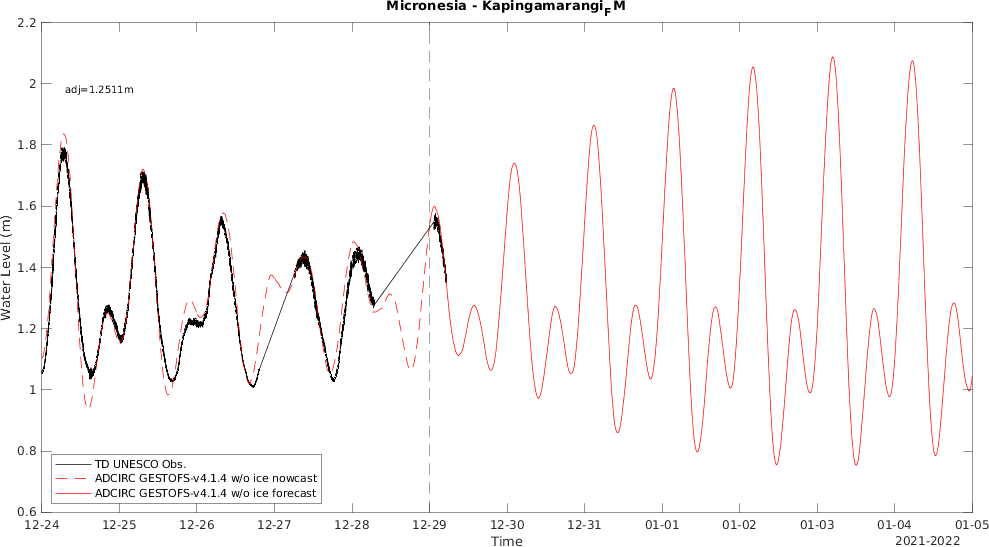 Micronesia - Kapingamarangi_FM
2.2
2
1.8
1.6
1.4
1.2
1
0.8
0.6
Water Level (m)
adj=1.2511m
TD UNESCO Obs.
ADCIRC GESTOFS-v4.1.4 w/o ice nowcast
ADCIRC GESTOFS-v4.1.4 w/o ice forecast
12-24 12-25 12-26 12-27 12-28 12-29 12-30 12-31 01-01 01-02 01-03 01-04 01-05
Time
2021-2022